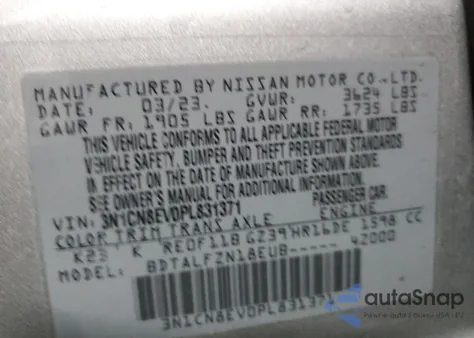 MANUFACTURED BY NISSAN MOTOR CO.,LTD.
DATE: 03/23. GVWR: 3624 LBS
GAWR FR: 1905 LBS GAWR RR: 1735 LBS
THIS VEHICLE CONFORMS TO ALL APPLICABLE FEDERAL MOTOR
VEHICLE SAFETY, BUMPER AND THEFT PREVENTION STANDARDS
IN EFFECT ON THE DATE OF MANUFACTURE SHOWN ABOVE.
SEE OWNER'S MANUAL FOR ADDITIONAL INFORMATION.
VIN: 3N1CN8EV0PL831371 PASSENGER CAR.
COLOR TRIM TRANS AXLE ENGINE
K23 K RE0F11B GZ39 HR16DE 1598 CC
MODEL: BDTALFZN18EUB----- 42000
3N1CN8EV0PL831371
autoSnap